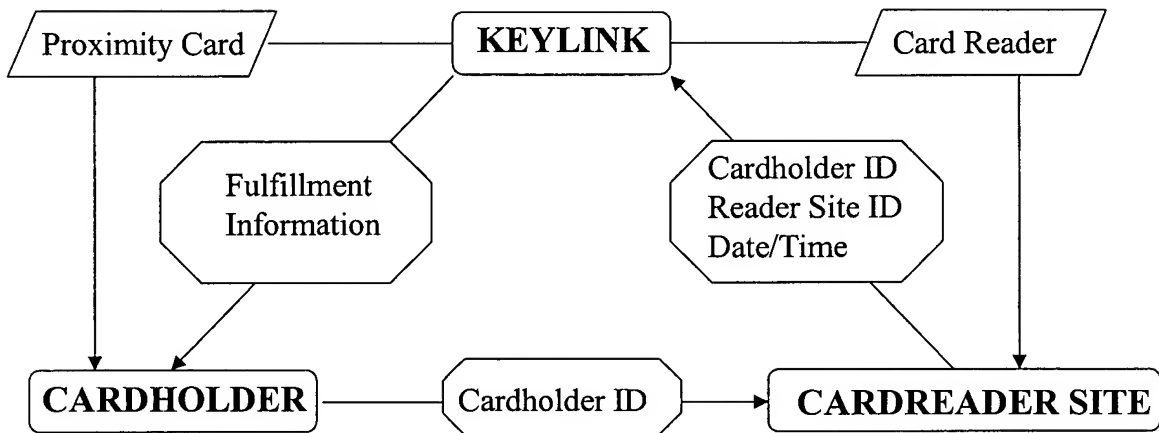 Proximity Card
KEYLINK
Card Reader
Fulfillment
Information
Cardholder ID
Reader Site ID
Date/Time
CARDHOLDER
Cardholder ID
CARDREADER SITE